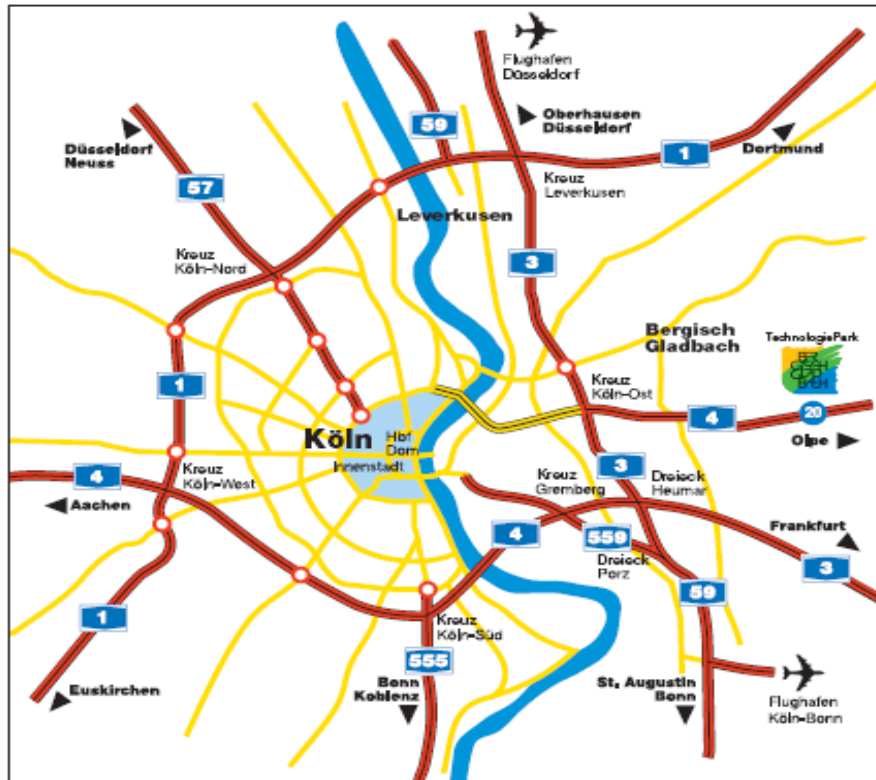 Flughafen
Düsseldorf
59
Oberhausen
Düsseldorf
Düsseldorf
Neuss
1
Dortmund
57
Kreuz
Leverkusen
Leverkusen
Kreuz
Köln-Nord
3
Bergisch
Gladbach
TechnologiePark
1
Kreuz
Köln-Ost
4
20
Olpe
Köln
Hbf
Dom
Innenstadt
4
Kreuz
Köln-West
Aachen
Kreuz
Gremberg
3
Dreieck
Heumar
4
559
Frankfurt
Dreieck
Porz
3
59
1
Kreuz
Köln-Süd
555
Euskirchen
Bonn
Koblenz
St. Augustin
Bonn
Flughafen
Köln-Bonn